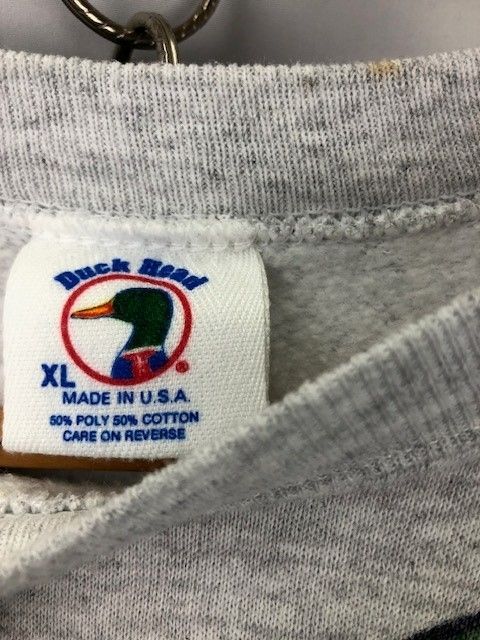 Duck Head
XL
MADE IN U.S.A.
50% POLY 50% COTTON
CARE ON REVERSE